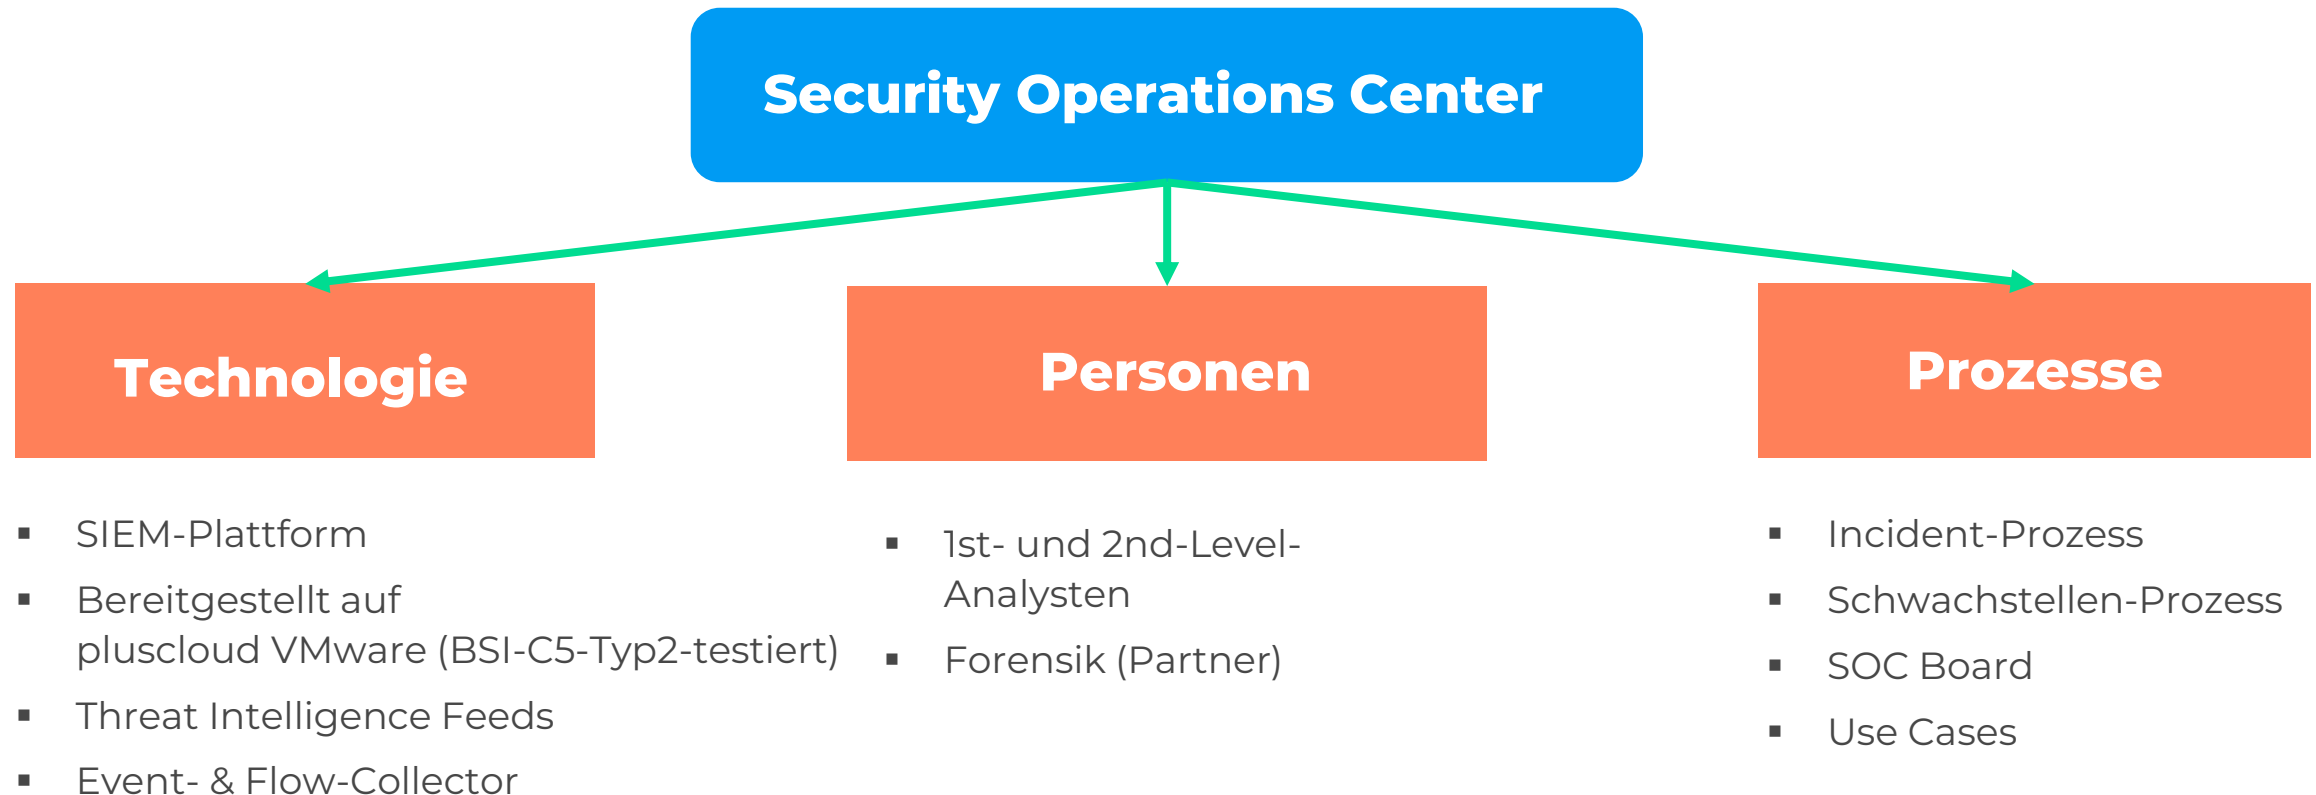 Security Operations Center
Technologie
Personen
Prozesse
▪ SIEM-Plattform
▪ Bereitgestellt auf
pluscloud VMware (BSI-C5-Typ2-testiert)
▪ Threat Intelligence Feeds
▪ Event- & Flow-Collector
▪ 1st- und 2nd-Level-
Analysten
▪ Forensik (Partner)
▪ Incident-Prozess
▪ Schwachstellen-Prozess
▪ SOC Board
▪ Use Cases